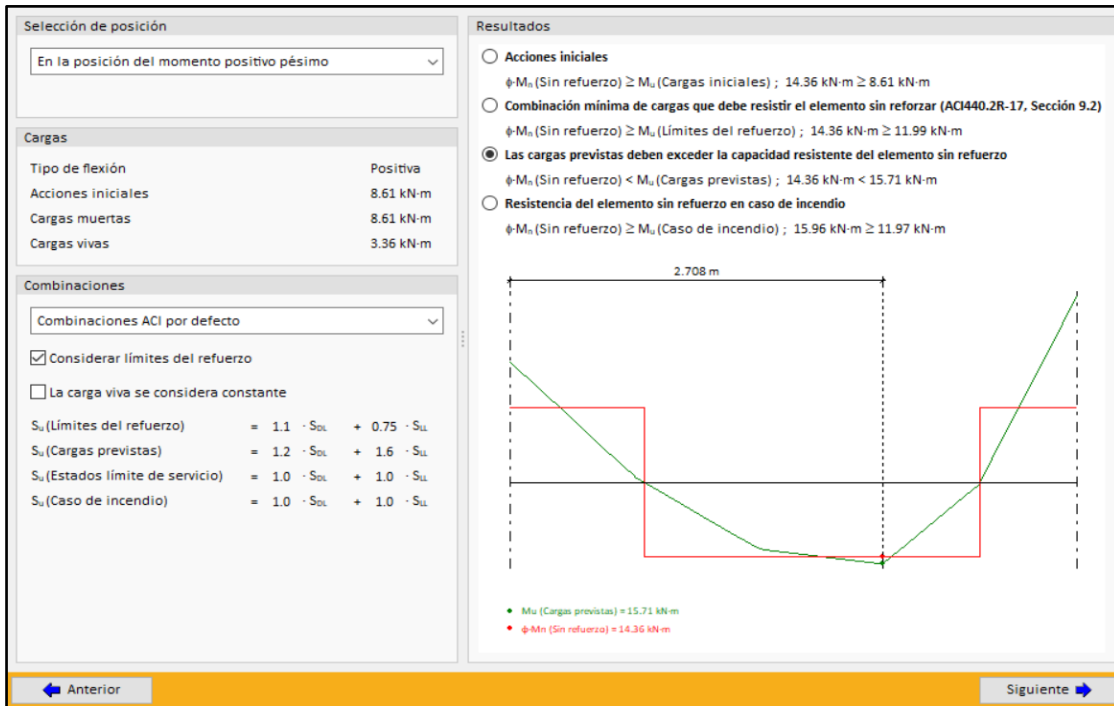 Selección de posición
En la posición del momento positivo pésimo
Cargas
Tipo de flexión Positiva
Acciones iniciales 8.61 kN·m
Cargas muertas 8.61 kN·m
Cargas vivas 3.36 kN·m
Combinaciones
Combinaciones ACI por defecto
Considerar límites del refuerzo
La carga viva se considera constante
Su (Límites del refuerzo) = 1.1 · SDL + 0.75 · SLL
Su (Cargas previstas) = 1.2 · SDL + 1.6 · SLL
Su (Estados límite de servicio) = 1.0 · SDL + 1.0 · SLL
Su (Caso de incendio) = 1.0 · SDL + 1.0 · SLL
Resultados
Acciones iniciales
ϕ·Mn (Sin refuerzo) ≥ Mu (Cargas iniciales) ; 14.36 kN·m ≥ 8.61 kN·m
Combinación mínima de cargas que debe resistir el elemento sin reforzar (ACI440.2R-17, Sección 9.2)
ϕ·Mn (Sin refuerzo) ≥ Mu (Límites del refuerzo) ; 14.36 kN·m ≥ 11.99 kN·m
Las cargas previstas deben exceder la capacidad resistente del elemento sin refuerzo
ϕ·Mn (Sin refuerzo) < Mu (Cargas previstas) ; 14.36 kN·m < 15.71 kN·m
Resistencia del elemento sin refuerzo en caso de incendio
ϕ·Mn (Sin refuerzo) ≥ Mu (Caso de incendio) ; 15.96 kN·m ≥ 11.97 kN·m
2.708 m
Mu (Cargas previstas) = 15.71 kN·m
ϕ·Mn (Sin refuerzo) = 14.36 kN·m
Anterior
Siguiente